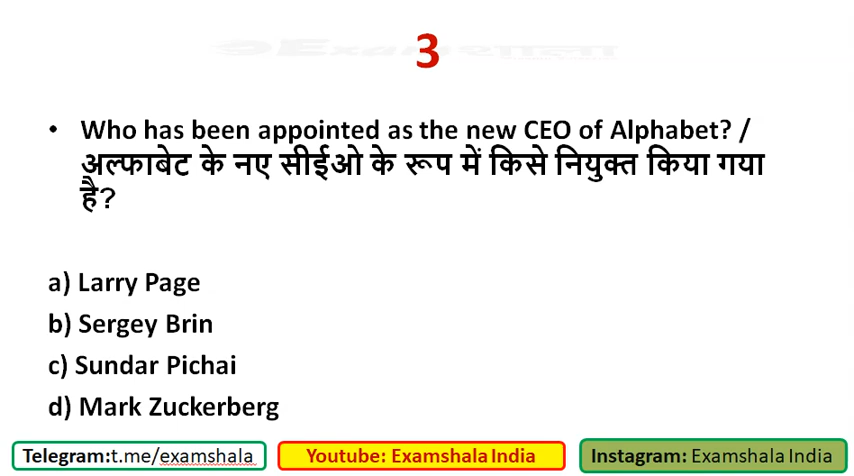 3
• Who has been appointed as the new CEO of Alphabet? /
अल्फाबेट के नए सीईओ के रूप में किसे नियुक्त किया गया
है?
a) Larry Page
b) Sergey Brin
c) Sundar Pichai
d) Mark Zuckerberg
Telegram:t.me/examshala
Youtube: Examshala India
Instagram: Examshala India